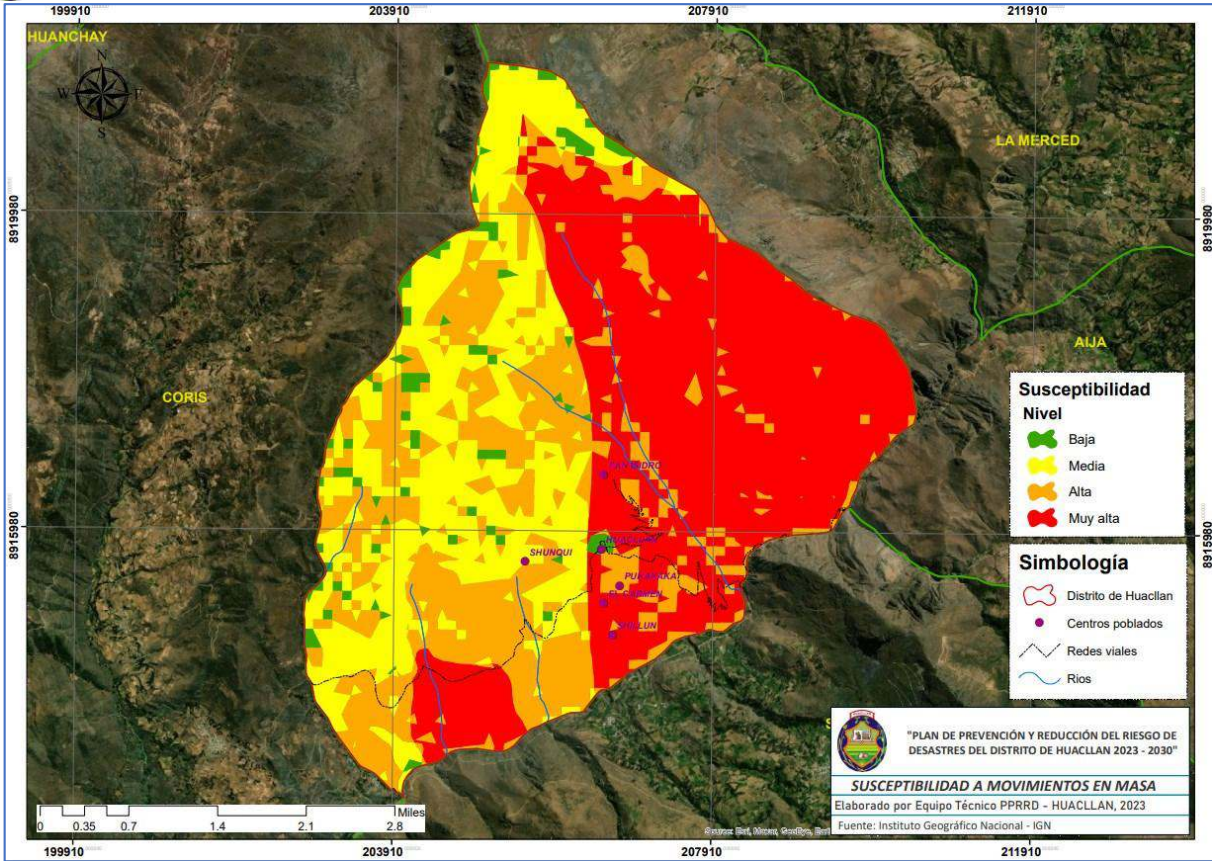 199910 203910 207910 211910
HUANCHAY
N
W E
S
LA MERCED
8919980 8919980
AIJA
CORIS
Susceptibilidad
Nivel
Baja
Media
Alta
Muy alta
8915980 8915980
SHUNQUI
EL CARMEN
Simbología
Distrito de Huacllan
Centros poblados
Redes viales
Rios
"PLAN DE PREVENCIÓN Y REDUCCIÓN DEL RIESGO DE
DESASTRES DEL DISTRITO DE HUACLLAN 2023 - 2030"
SUSCEPTIBILIDAD A MOVIMIENTOS EN MASA
Elaborado por Equipo Técnico PPRRD - HUACLLAN, 2023
Fuente: Instituto Geográfico Nacional - IGN
Miles
0 0.35 0.7 1.4 2.1 2.8
Source: Esri, Maxar, GeoEye,
199910 203910 207910 211910